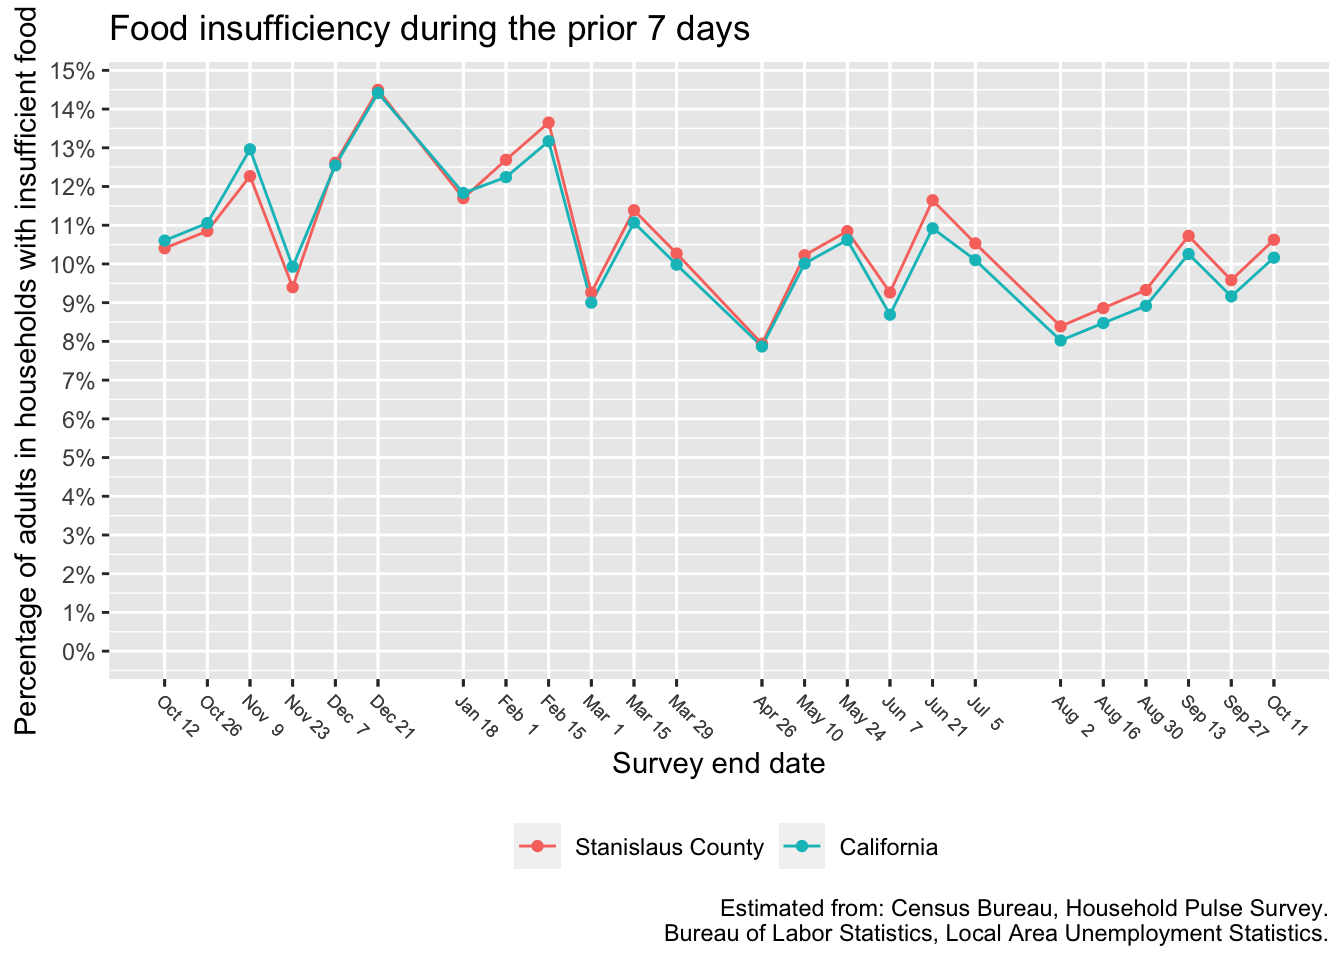 Food insufficiency during the prior 7 days
Percentage of adults in households with insufficient food
15%
14%
13%
12%
11%
10%
9%
8%
7%
6%
5%
4%
3%
2%
1%
0%
Oct 12
Oct 26
Nov 9
Nov 23
Dec 7
Dec 21
Jan 18
Feb 1
Feb 15
Mar 1
Mar 15
Mar 29
Apr 26
May 10
May 24
Jun 7
Jun 21
Jul 5
Aug 2
Aug 16
Aug 30
Sep 13
Sep 27
Oct 11
Survey end date
Stanislaus County
California
Estimated from: Census Bureau, Household Pulse Survey.
Bureau of Labor Statistics, Local Area Unemployment Statistics.